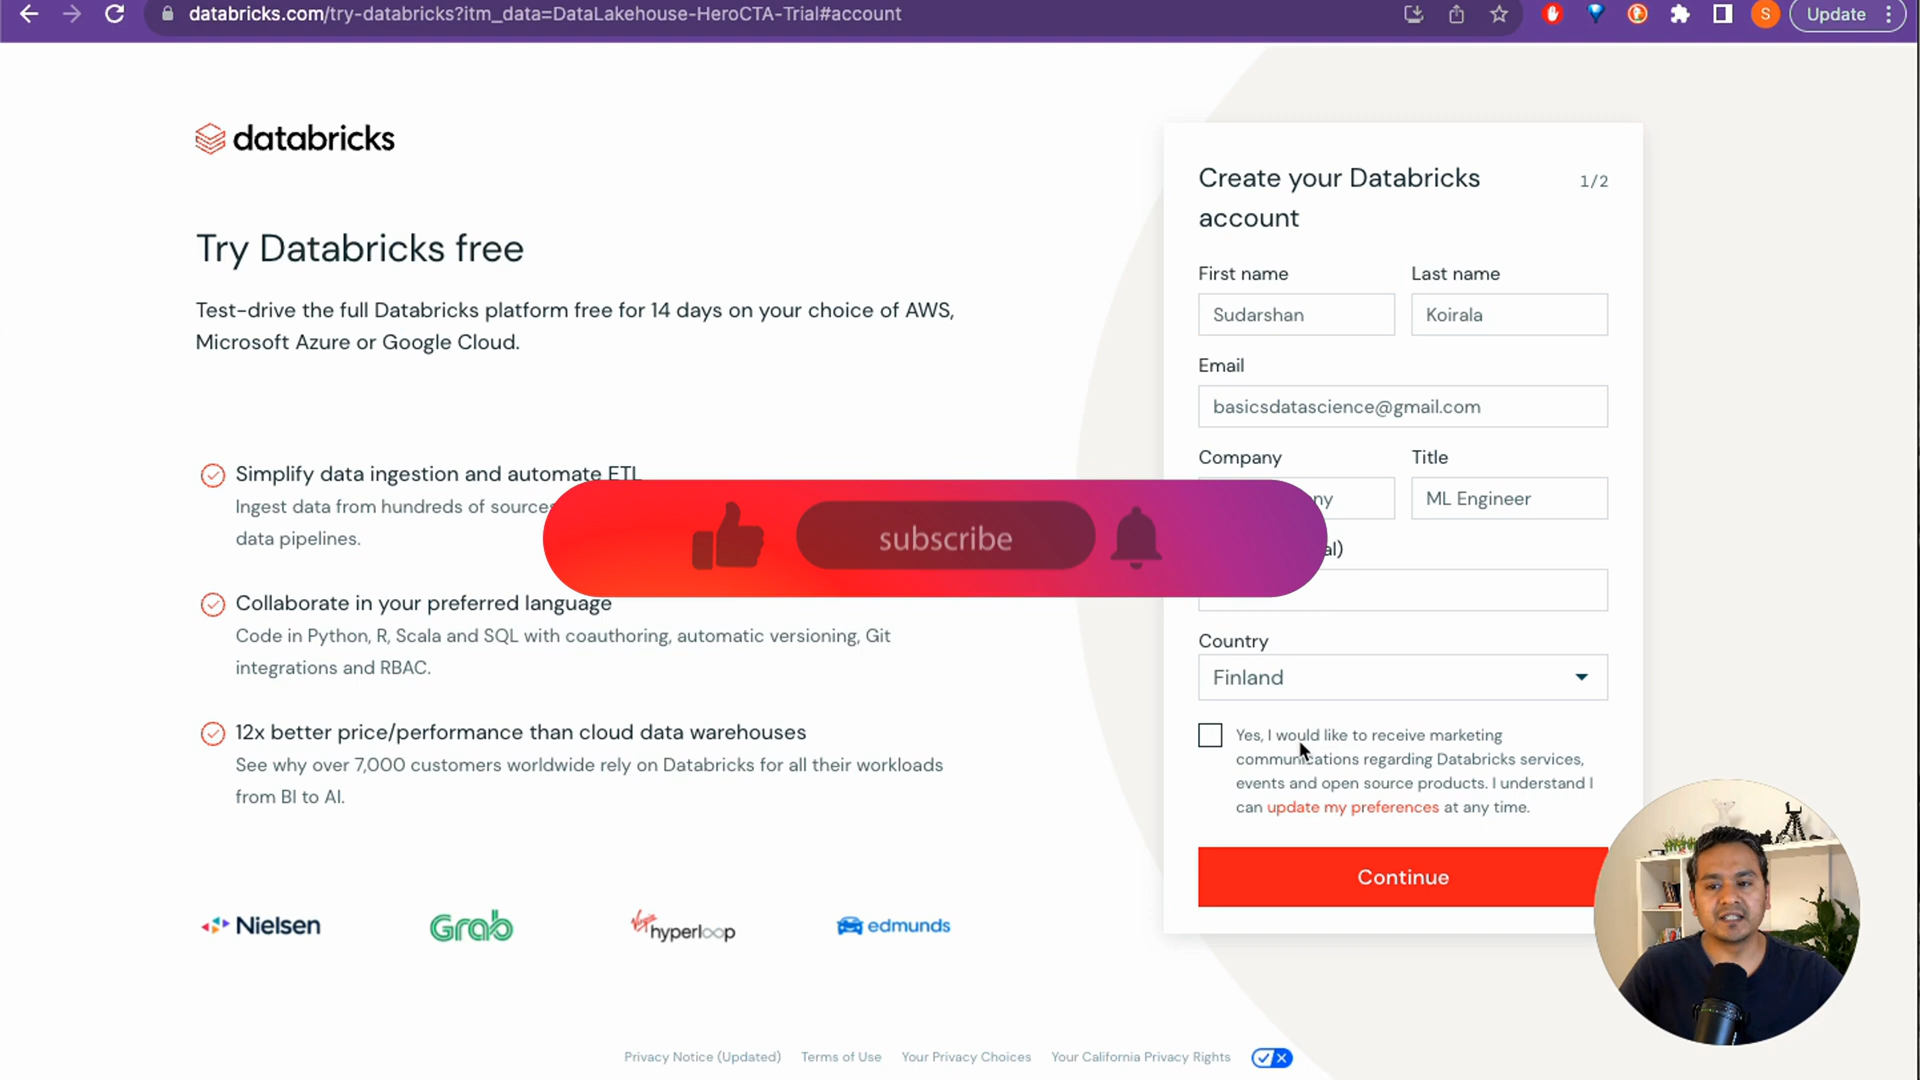 databricks.com/try-databricks?itm_data=DataLakehouse-HeroCTA-Trial#account
S
Update
databricks
Try Databricks free
Test-drive the full Databricks platform free for 14 days on your choice of AWS,
Microsoft Azure or Google Cloud.
Simplify data ingestion and automate ETL
Ingest data from hundreds of sources
data pipelines.
Collaborate in your preferred language
Code in Python, R, Scala and SQL with coauthoring, automatic versioning, Git
integrations and RBAC.
12x better price/performance than cloud data warehouses
See why over 7,000 customers worldwide rely on Databricks for all their workloads
from BI to AI.
Nielsen
Grab
Virgin hyperloop
edmunds
subscribe
Create your Databricks
account
1/2
First name
Last name
Sudarshan
Koirala
Email
basicsdatascience@gmail.com
Company
Title
ML Engineer
Country
Finland
Yes, I would like to receive marketing
communications regarding Databricks services,
events and open source products. I understand I
can update my preferences at any time.
Continue
Privacy Notice (Updated)
Terms of Use
Your Privacy Choices
Your California Privacy Rights